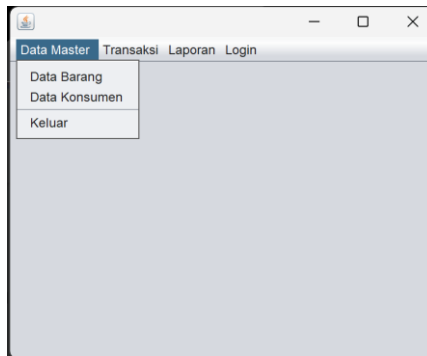 Data Master Transaksi Laporan Login
Data Barang
Data Konsumen
Keluar